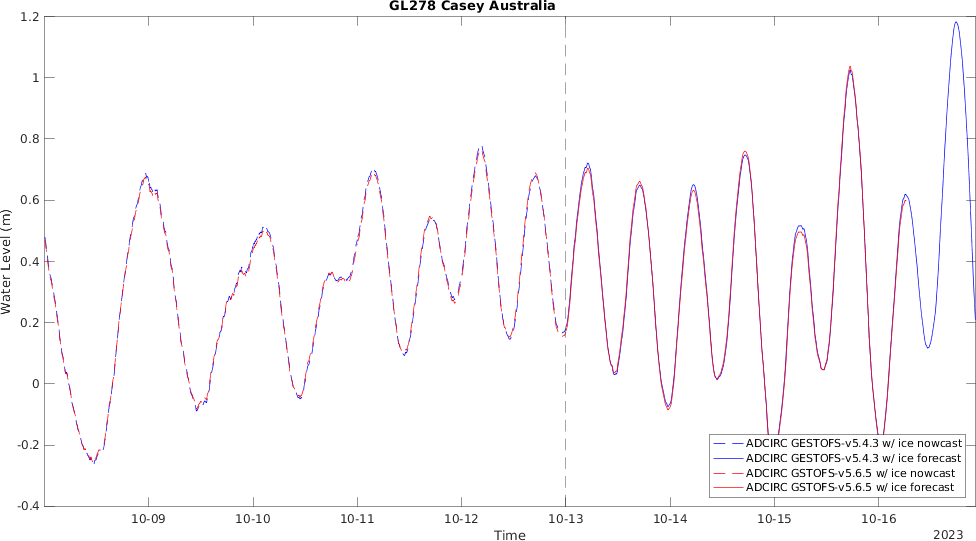 GL278 Casey Australia
1.2
1
0.8
0.6
0.4
0.2
0
-0.2
-0.4
Water Level (m)
ADCIRC GESTOFS-v5.4.3 w/ ice nowcast
ADCIRC GESTOFS-v5.4.3 w/ ice forecast
ADCIRC GSTOFS-v5.6.5 w/ ice nowcast
ADCIRC GSTOFS-v5.6.5 w/ ice forecast
10-09 10-10 10-11 10-12 10-13 10-14 10-15 10-16
Time
2023